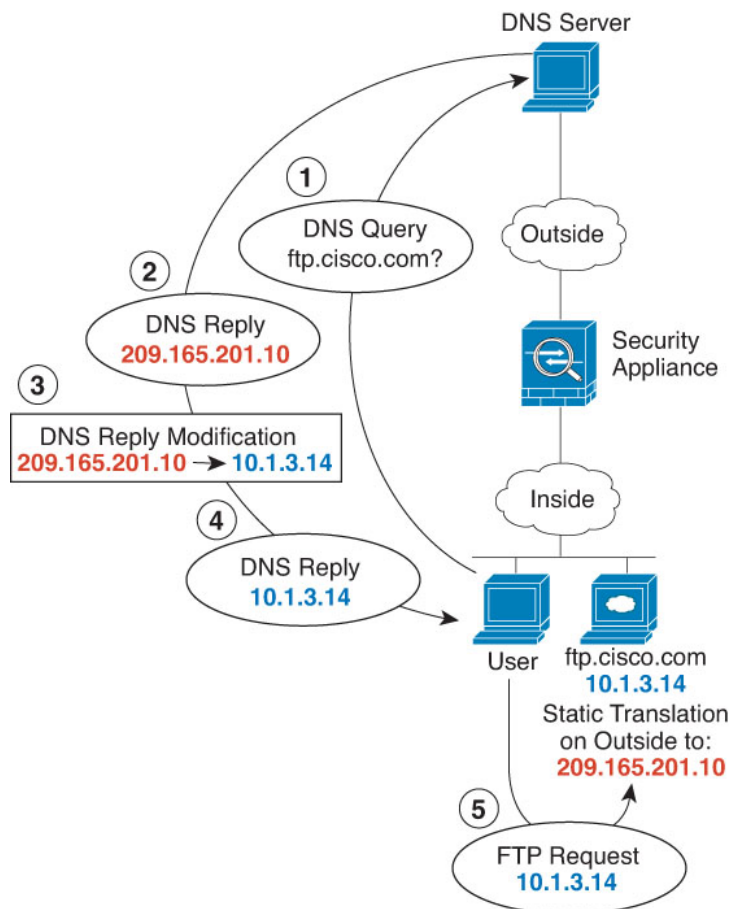 DNS Server
1
DNS Query
ftp.cisco.com?
Outside
2
DNS Reply
209.165.201.10
Security
Appliance
3
DNS Reply Modification
209.165.201.10 → 10.1.3.14
Inside
4
DNS Reply
10.1.3.14
User
ftp.cisco.com
10.1.3.14
Static Translation
on Outside to:
209.165.201.10
5
FTP Request
10.1.3.14